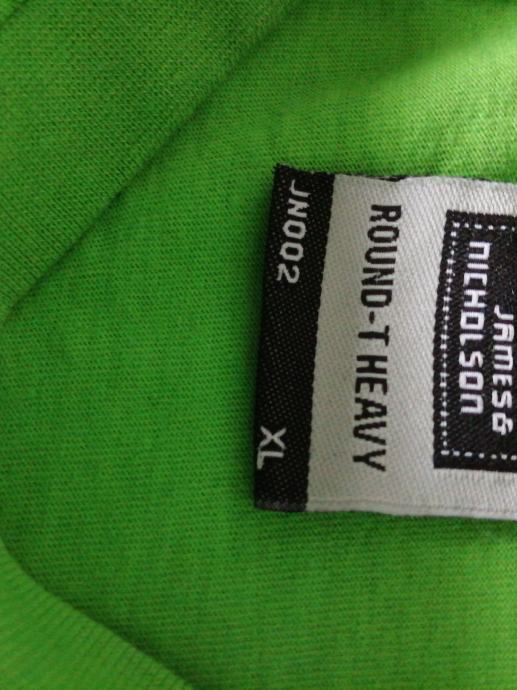 JAMES&
NICHOLSON
ROUND-T HEAVY
JN002 XL